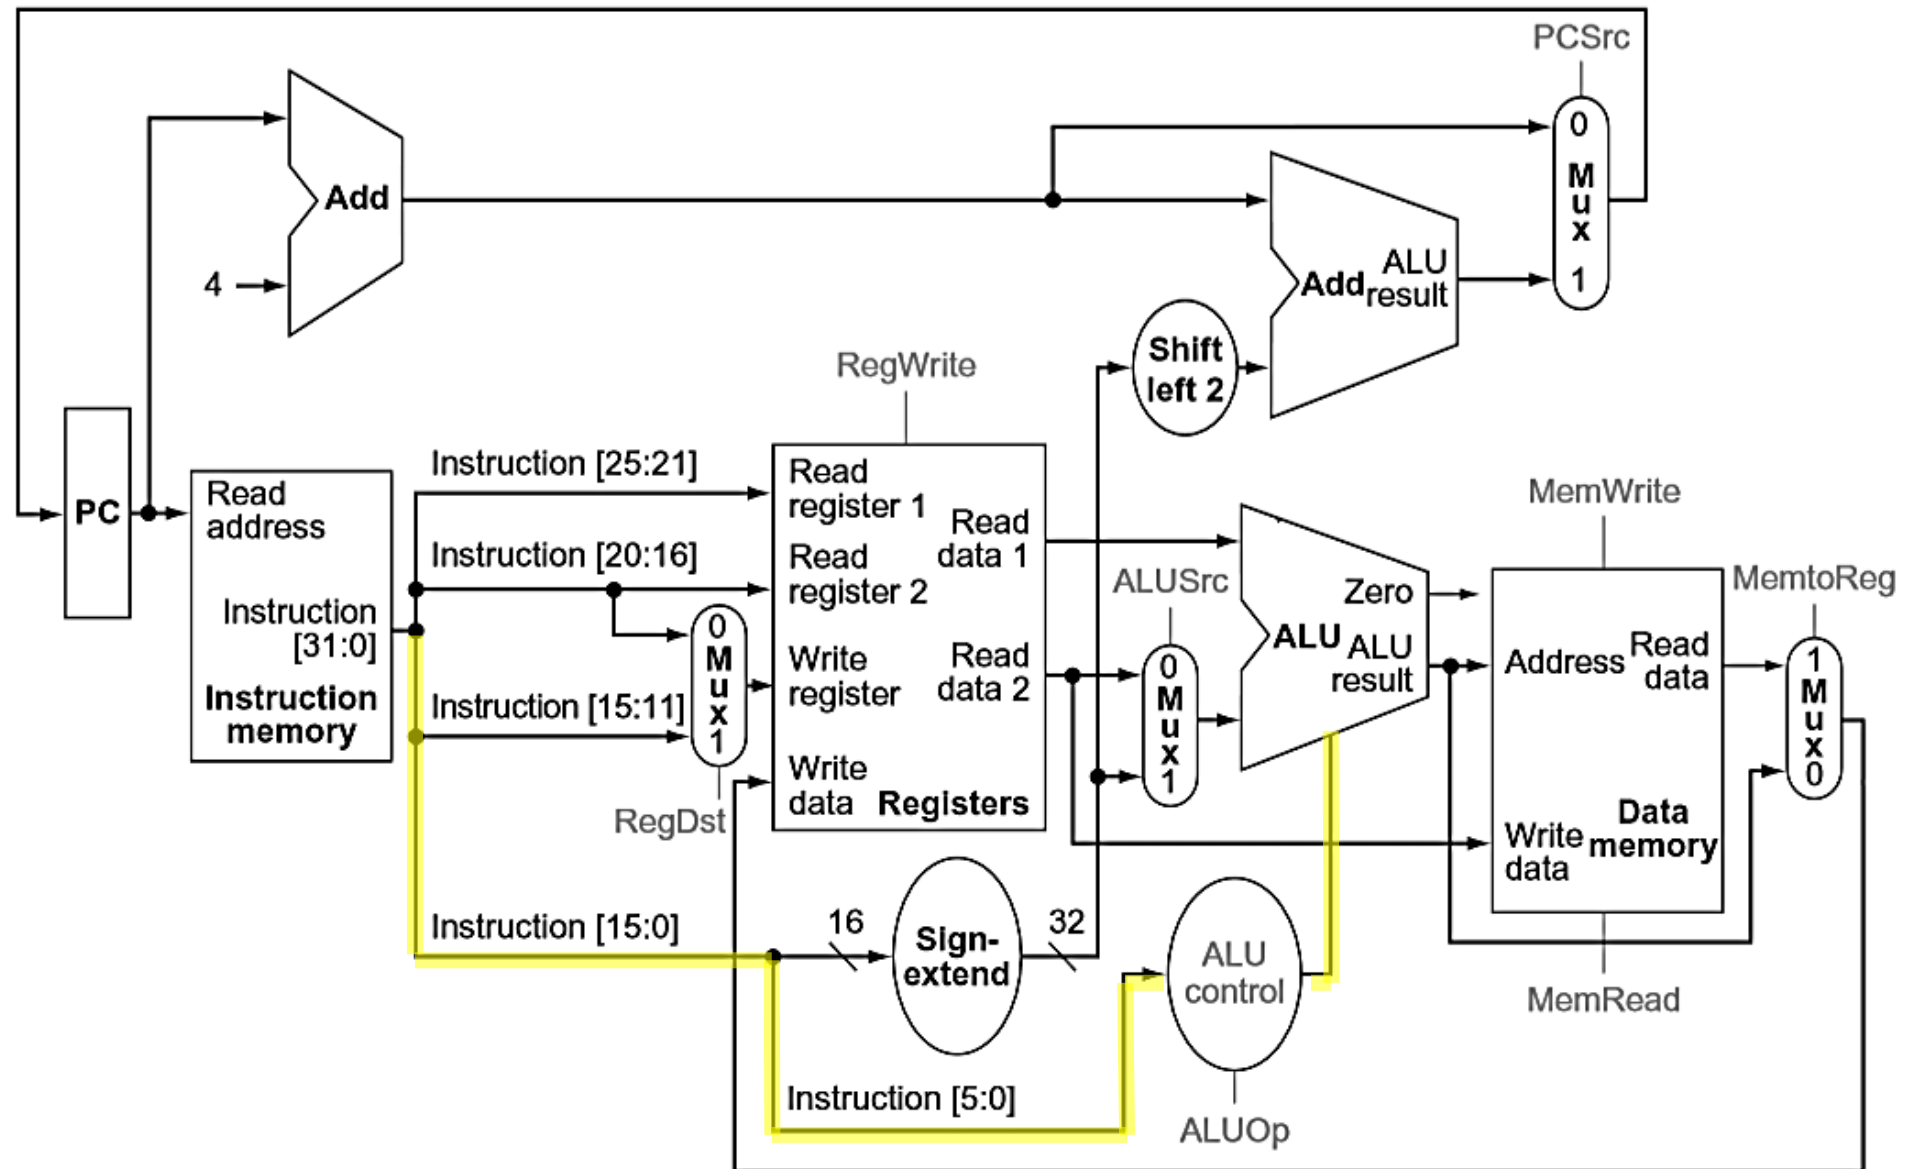 PCSrc
0
M
u
x
1
Add
4
Add
ALU
result
Shift
left 2
RegWrite
PC
Read
address
Instruction
[31:0]
Instruction
memory
Instruction [25:21]
Instruction [20:16]
Instruction [15:11]
Instruction [15:0]
Instruction [5:0]
0
M
u
x
1
RegDst
Read
register 1
Read
register 2
Write
register
Write
data
Read
data 1
Read
data 2
Registers
16
Sign-
extend
32
ALUSrc
0
M
u
x
1
Zero
ALU
ALU
result
ALU
control
ALUOp
MemWrite
Address
Read
data
Write
data
Data
memory
MemRead
MemtoReg
1
M
u
x
0